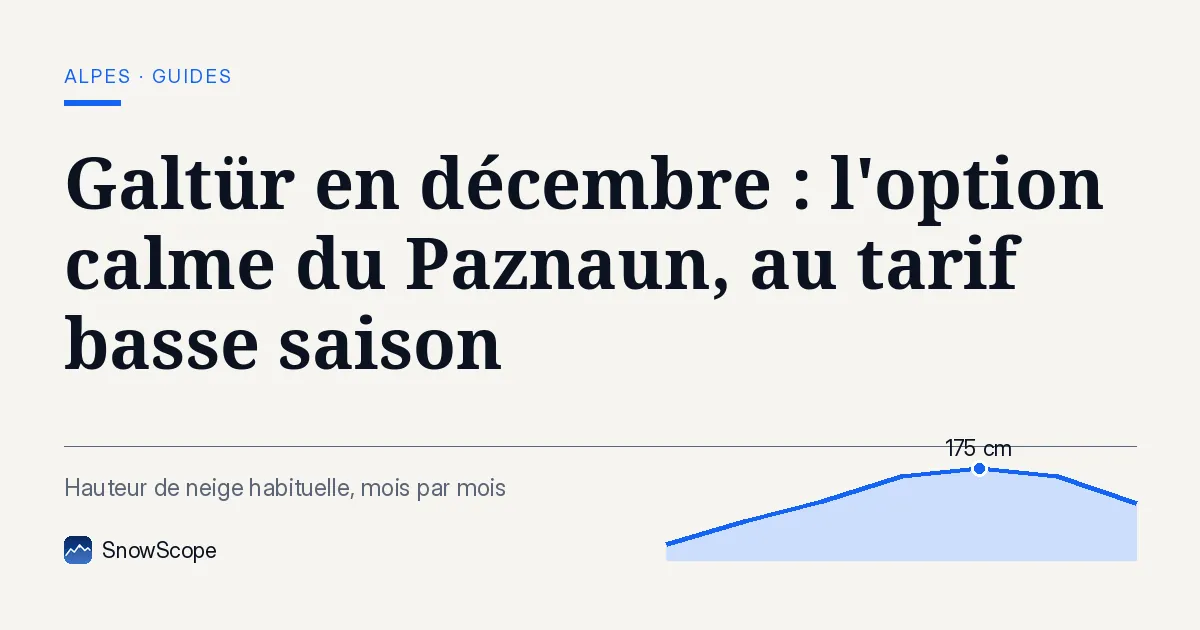 ALPES · GUIDES
Galtür en décembre : l'option
calme du Paznaun, au tarif
basse saison
175 cm
Hauteur de neige habituelle, mois par mois
SnowScope